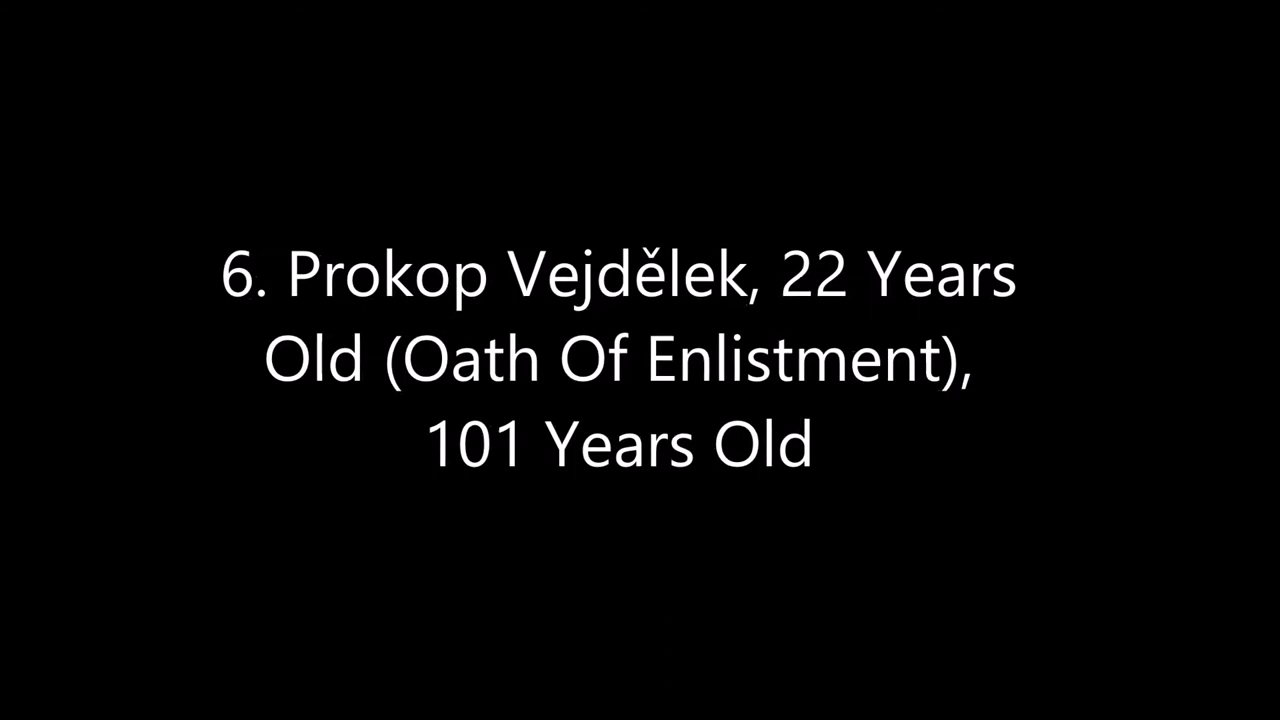 6. Prokop Vejdělek, 22 Years
Old (Oath Of Enlistment),
101 Years Old